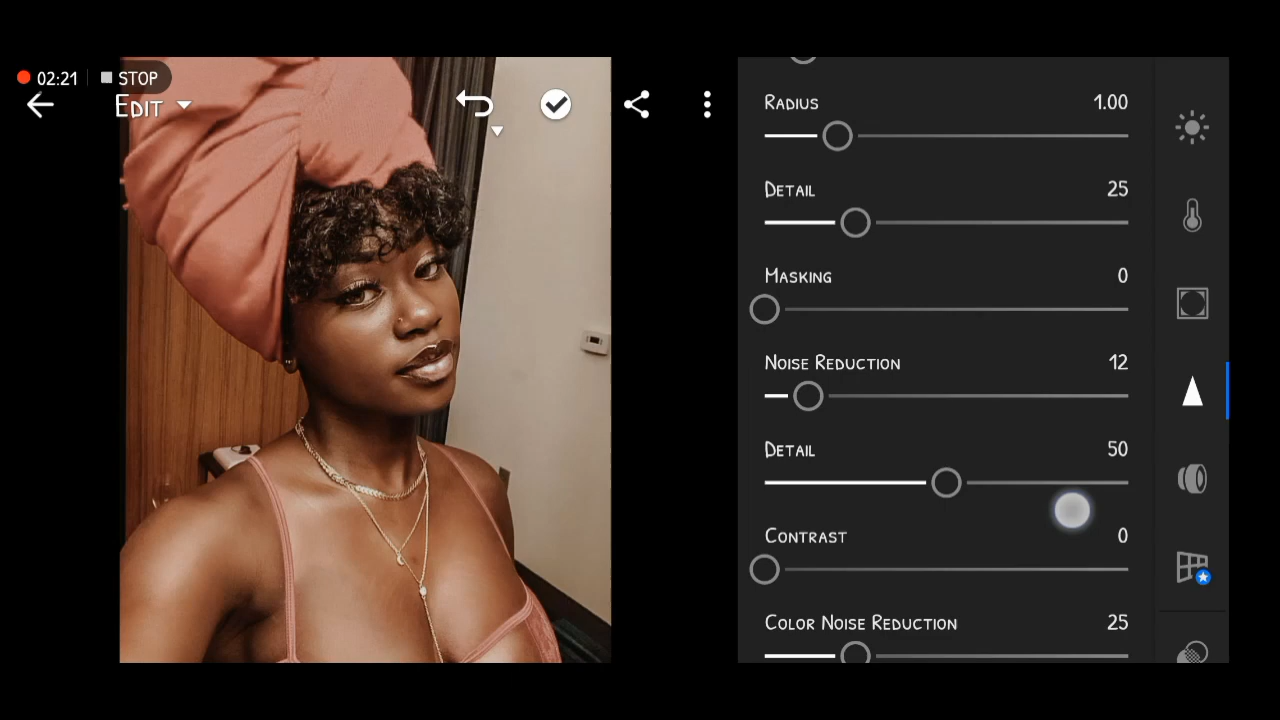 02:21
STOP
EDIT
RADIUS 1.00
DETAIL 25
MASKING 0
NOISE REDUCTION 12
DETAIL 50
CONTRAST 0
COLOR NOISE REDUCTION 25